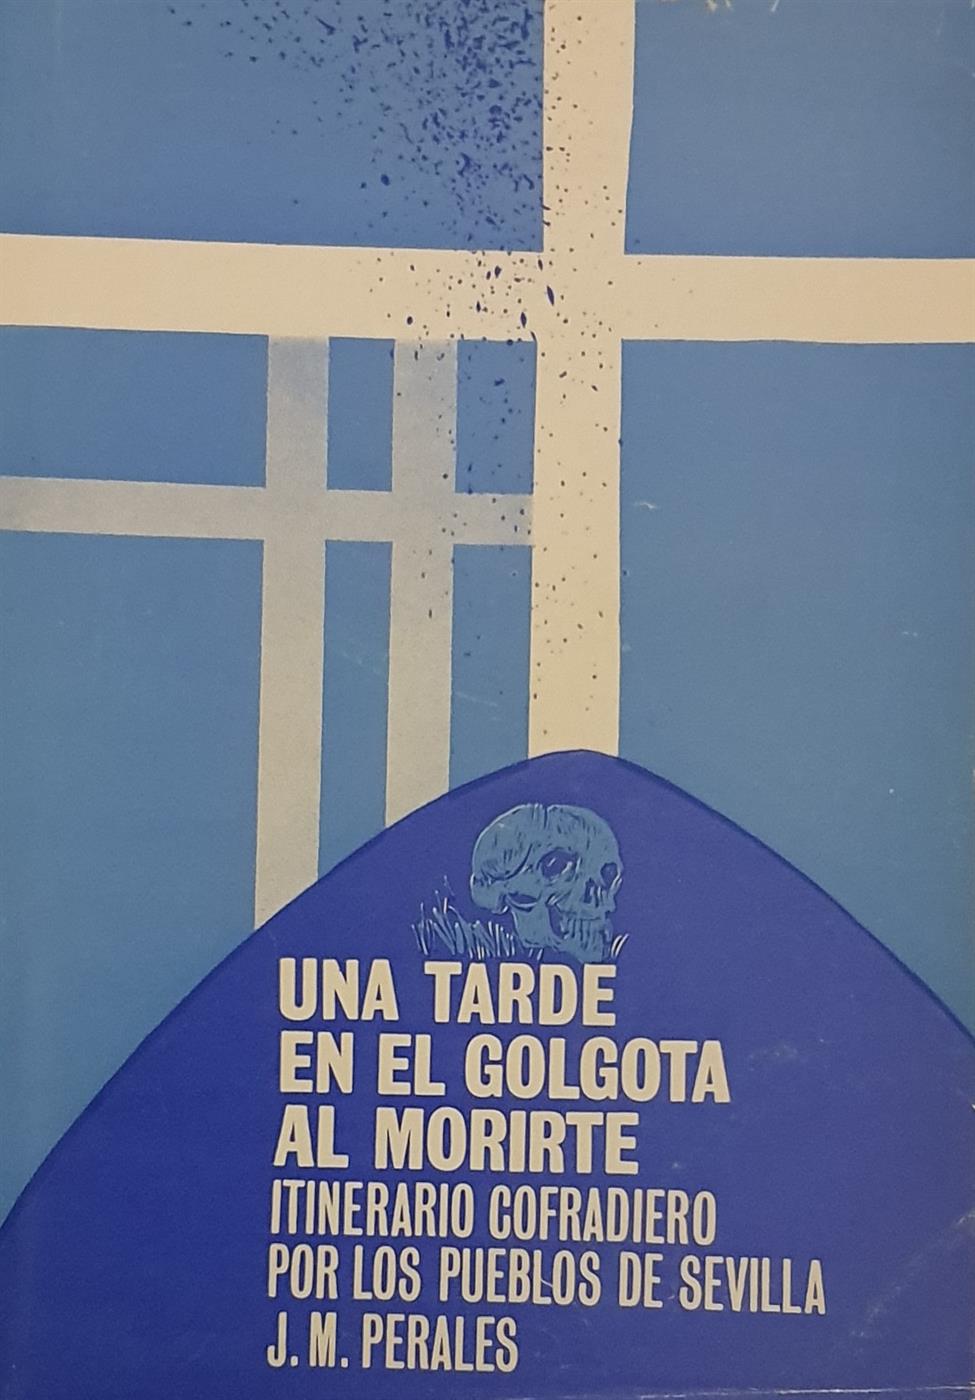 UNA TARDE
EN EL GOLGOTA
AL MORIRTE
ITINERARIO COFRADIERO
POR LOS PUEBLOS DE SEVILLA
J. M. PERALES